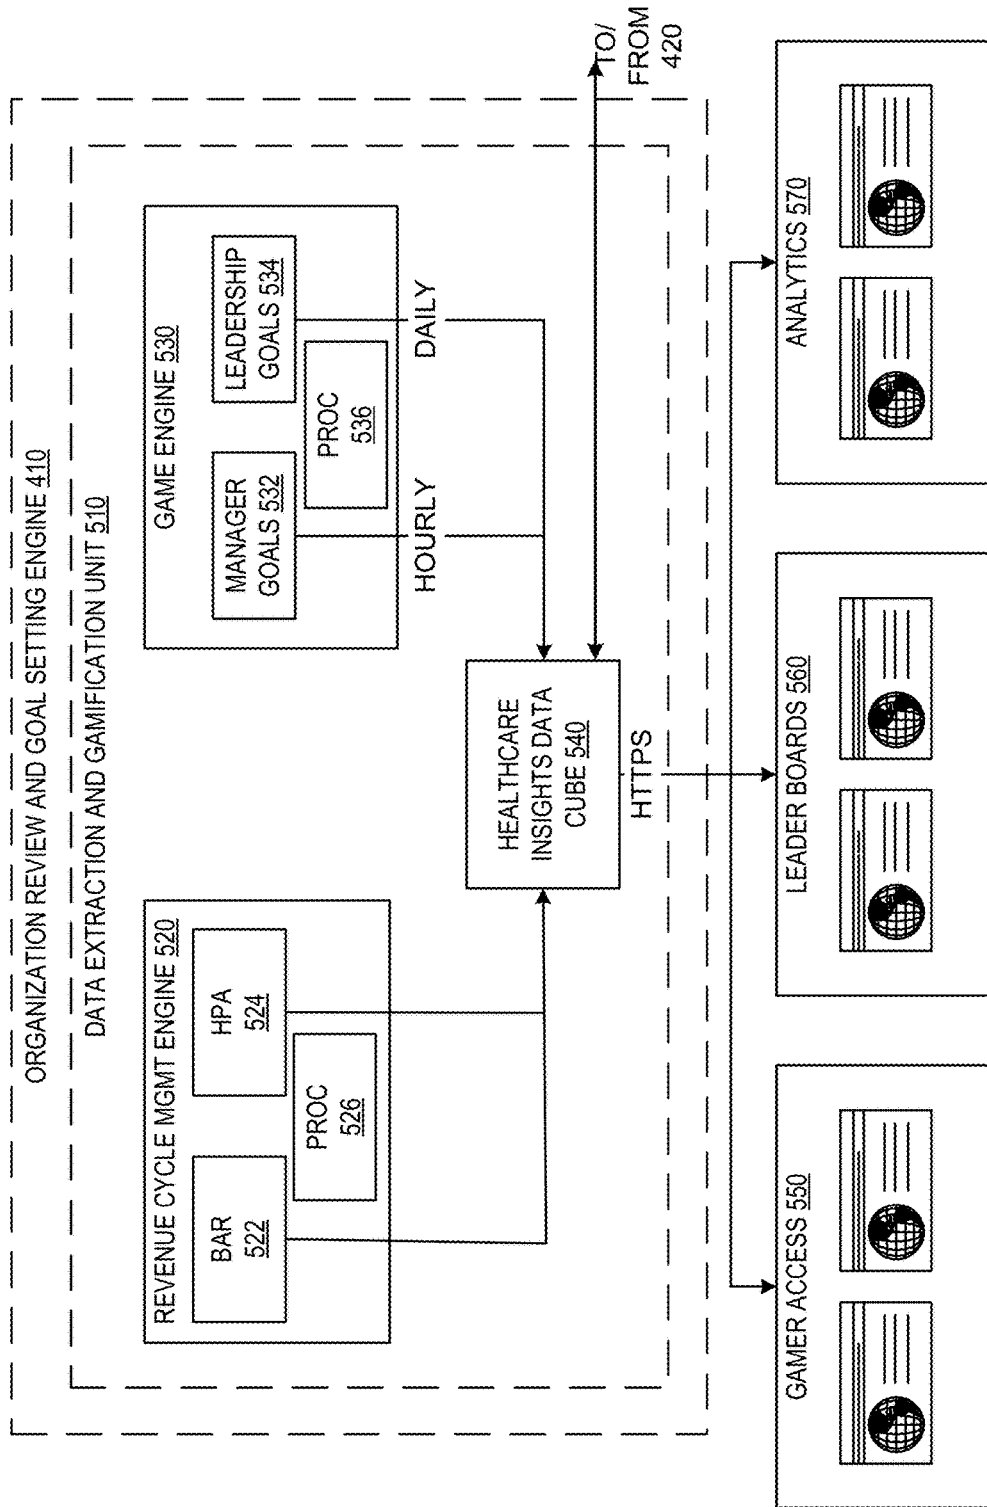 ORGANIZATION REVIEW AND GOAL SETTING ENGINE 410
DATA EXTRACTION AND GAMIFICATION UNIT 510
REVENUE CYCLE MGMT ENGINE 520
BAR
522
HPA
524
PROC
526
GAME ENGINE 530
MANAGER
GOALS 532
LEADERSHIP
GOALS 534
PROC
536
HOURLY
DAILY
HEALTHCARE
INSIGHTS DATA
CUBE 540
HTTPS
TO/
FROM
420
GAMER ACCESS 550
LEADER BOARDS 560
ANALYTICS 570